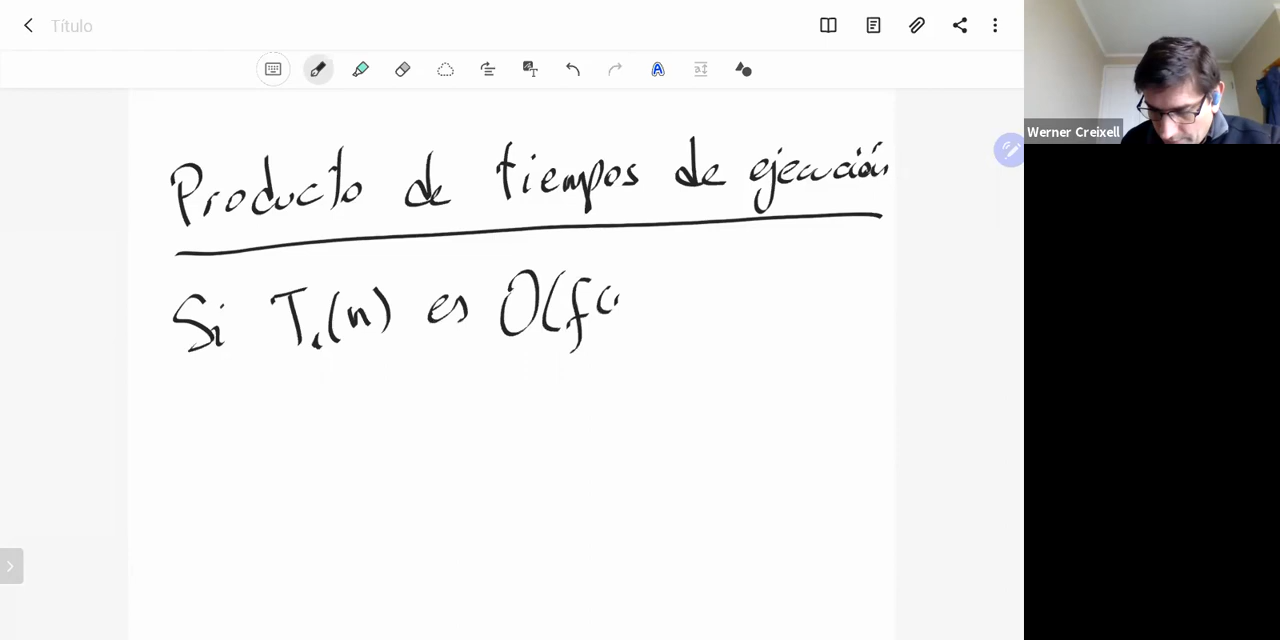 Título
Werner Creixell
Producto de tiempos de ejecución
Si T₁(n) es O(f(